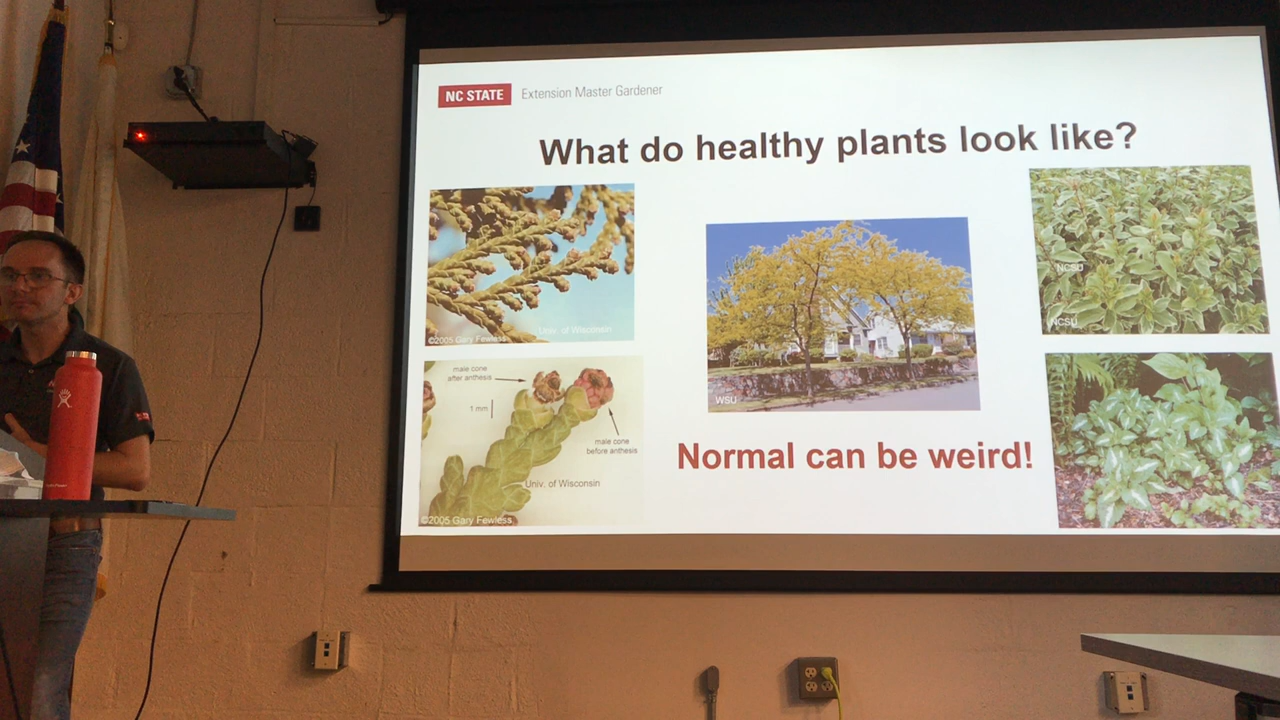 NC STATE Extension Master Gardener
What do healthy plants look like?
Univ. of Wisconsin
©2005 Gary Fewless
male cone
after anthesis
1 mm
male cone
before anthesis
Univ. of Wisconsin
©2005 Gary Fewless
WSU
Normal can be weird!
NCSU
NCSU